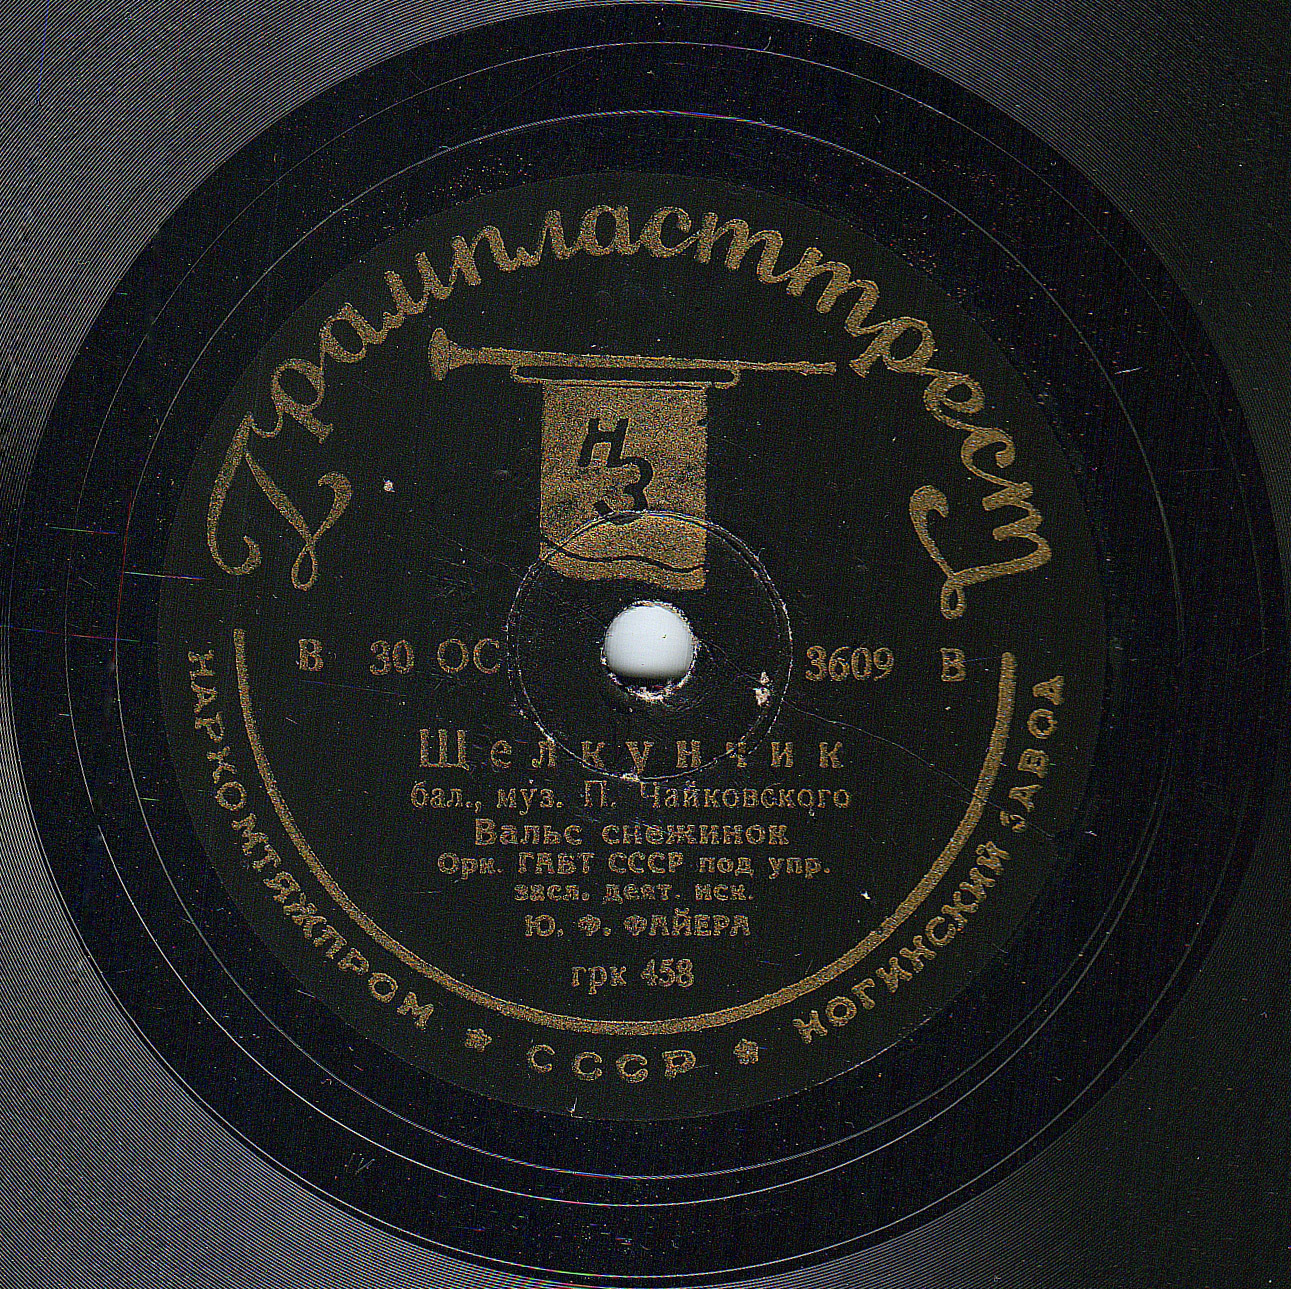 Грампласттрест
НЗ
В 30 ОС 3609 В
Щелкунчик
бал., муз. П. Чайковского
Вальс снежинок
Орк. ГАБТ СССР под упр.
засл. деят. иск.
Ю. Ф. ФАЙЕРА
грк 458
НАРКОМТЯЖПРОМ * СССР * НОГИНСКИЙ ЗАВОД